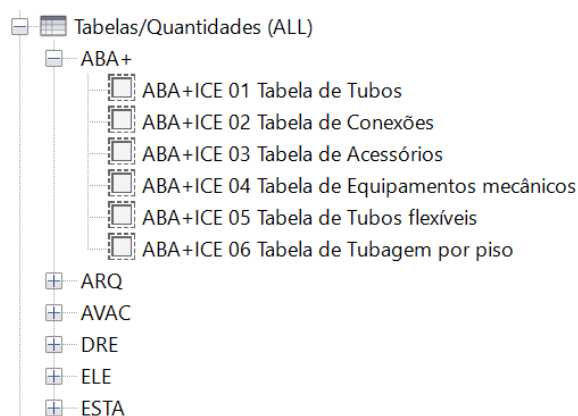 Tabelas/Quantidades (ALL)
ABA+
ABA+ICE 01 Tabela de Tubos
ABA+ICE 02 Tabela de Conexões
ABA+ICE 03 Tabela de Acessórios
ABA+ICE 04 Tabela de Equipamentos mecânicos
ABA+ICE 05 Tabela de Tubos flexíveis
ABA+ICE 06 Tabela de Tubagem por piso
ARQ
AVAC
DRE
ELE
ESTA